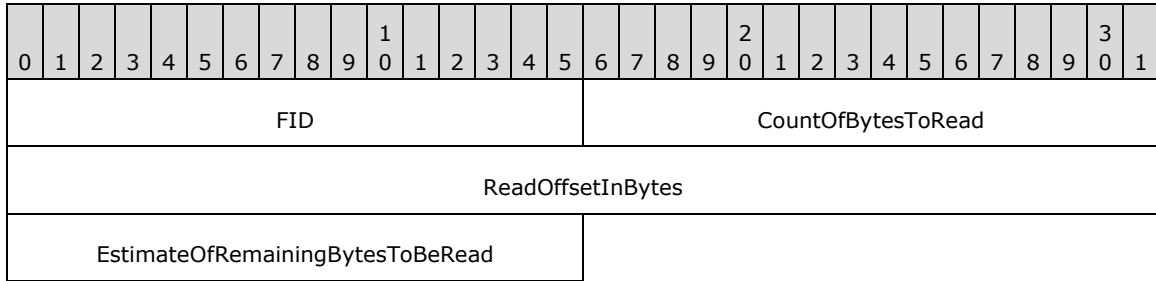 1 2 3
0 1 2 3 4 5 6 7 8 9 0 1 2 3 4 5 6 7 8 9 0 1 2 3 4 5 6 7 8 9 0 1
FID CountOfBytesToRead
ReadOffsetInBytes
EstimateOfRemainingBytesToBeRead